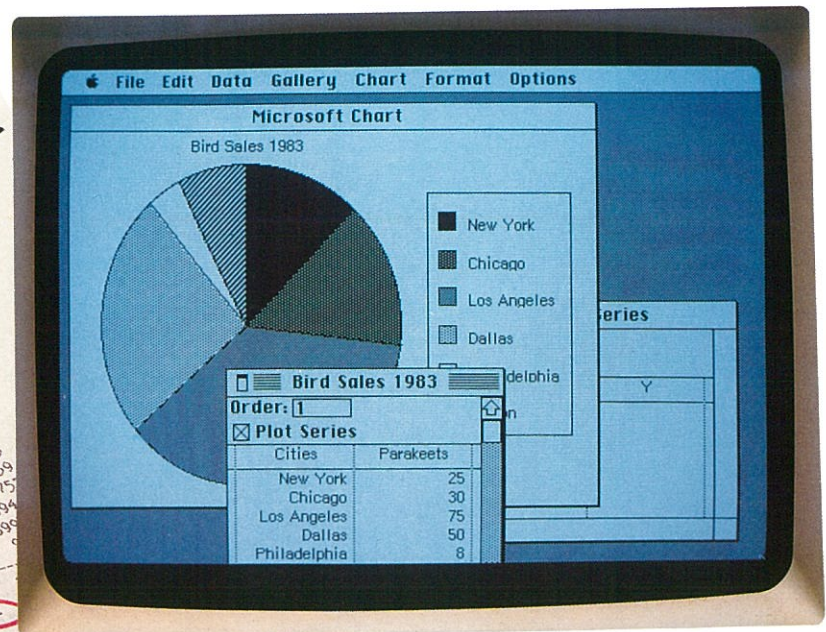 File Edit Data Gallery Chart Format Options
Microsoft Chart
Bird Sales 1983
New York
Chicago
Los Angeles
Dallas
delphia
on
eries
Y
Bird Sales 1983
Order: 1
Plot Series
Cities Parakeets
New York 25
Chicago 30
Los Angeles 75
Dallas 50
Philadelphia 8